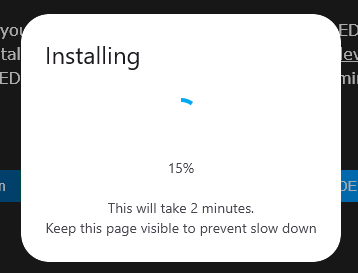 Installing
15%
This will take 2 minutes.
Keep this page visible to prevent slow down